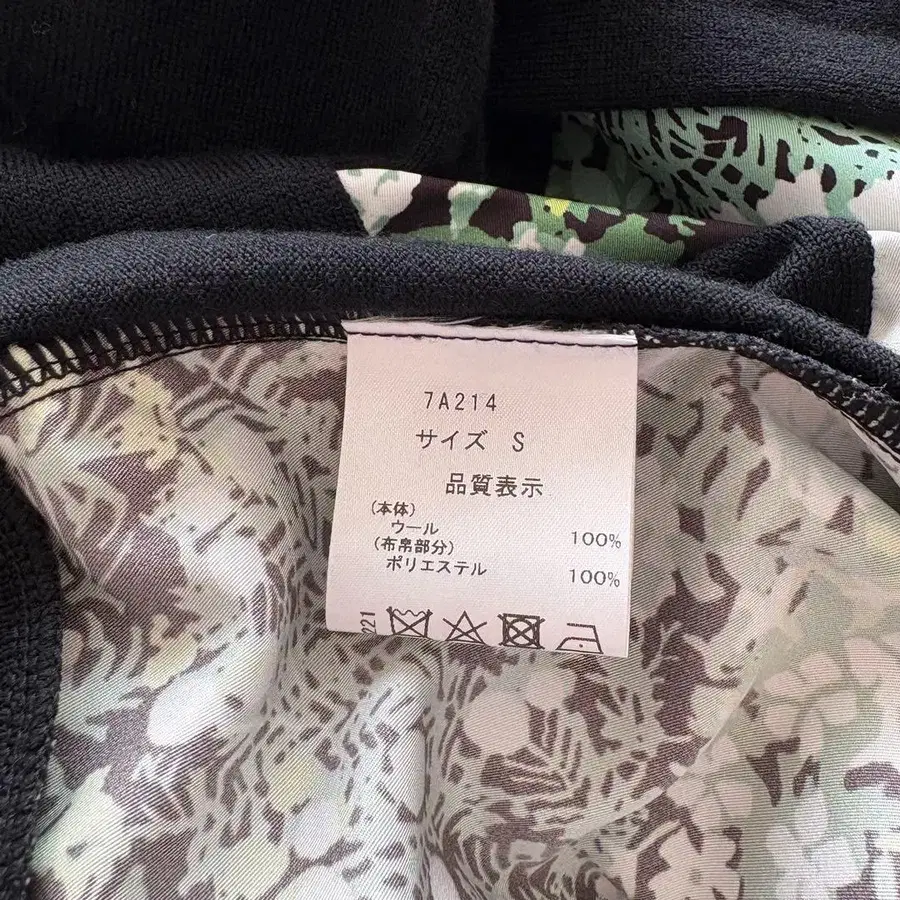 7A214
サイズ S
品質表示
(本体)
ウール 100%
(布帛部分)
ポリエステル 100%
221